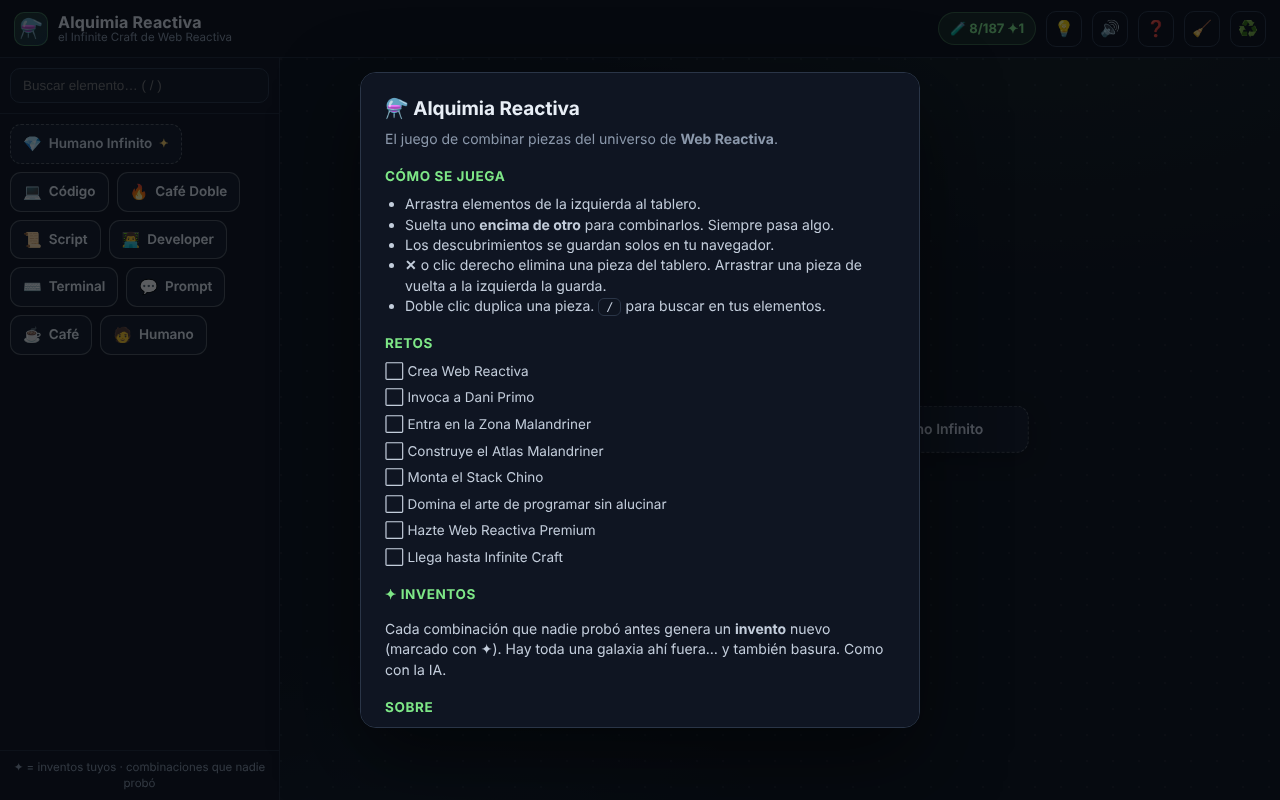 Alquimia Reactiva
el Infinite Craft de Web Reactiva
8/187 ✦1
Buscar elemento… ( / )
Humano Infinito ✦
Código
Café Doble
Script
Developer
Terminal
Prompt
Café
Humano
✦ = inventos tuyos · combinaciones que nadie
probó
Alquimia Reactiva
El juego de combinar piezas del universo de Web Reactiva.
CÓMO SE JUEGA
• Arrastra elementos de la izquierda al tablero.
• Suelta uno encima de otro para combinarlos. Siempre pasa algo.
• Los descubrimientos se guardan solos en tu navegador.
• ✕ o clic derecho elimina una pieza del tablero. Arrastrar una pieza de
vuelta a la izquierda la guarda.
• Doble clic duplica una pieza. / para buscar en tus elementos.
RETOS
Crea Web Reactiva
Invoca a Dani Primo
Entra en la Zona Malandriner
Construye el Atlas Malandriner
Monta el Stack Chino
Domina el arte de programar sin alucinar
Hazte Web Reactiva Premium
Llega hasta Infinite Craft
✦ INVENTOS
Cada combinación que nadie probó antes genera un invento nuevo
(marcado con ✦). Hay toda una galaxia ahí fuera… y también basura. Como
con la IA.
SOBRE
no Infinito